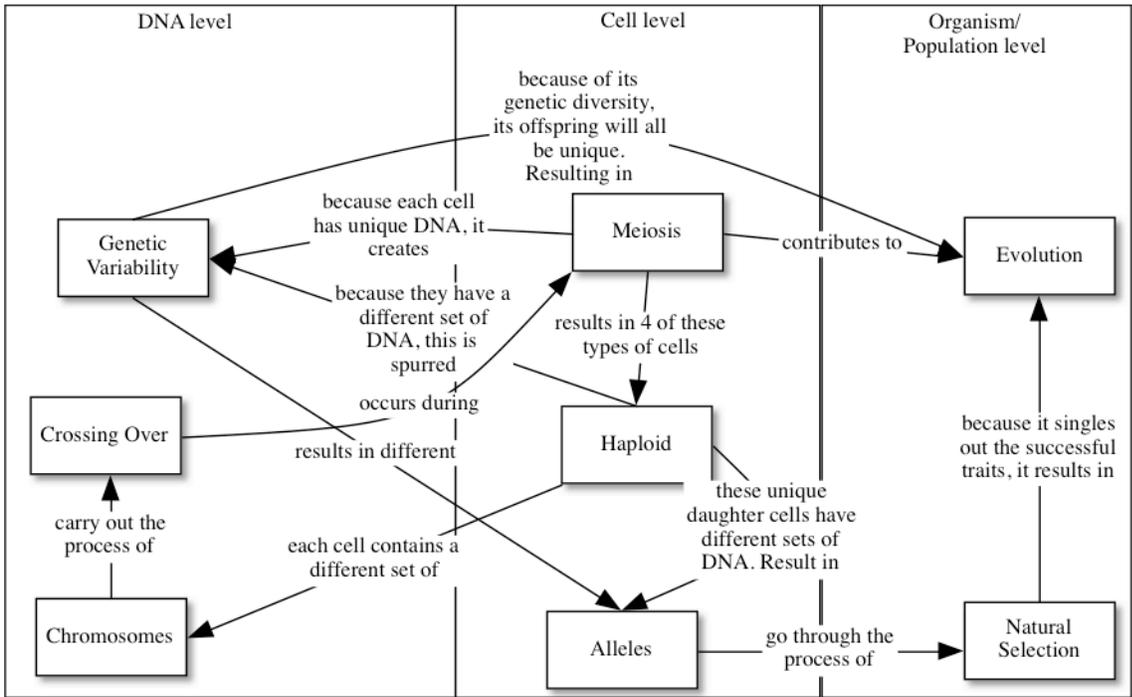 DNA level
Cell level
Organism/
Population level
because of its
genetic diversity,
its offspring will all
be unique.
Resulting in
because each cell
has unique DNA, it
creates
Meiosis
contributes to
Genetic
Variability
Evolution
because they have a
different set of
DNA, this is
spurred
results in 4 of these
types of cells
occurs during
Crossing Over
results in different
Haploid
because it singles
out the successful
traits, it results in
these unique
daughter cells have
different sets of
DNA. Result in
carry out the
process of
each cell contains a
different set of
Chromosomes
Alleles
go through the
process of
Natural
Selection